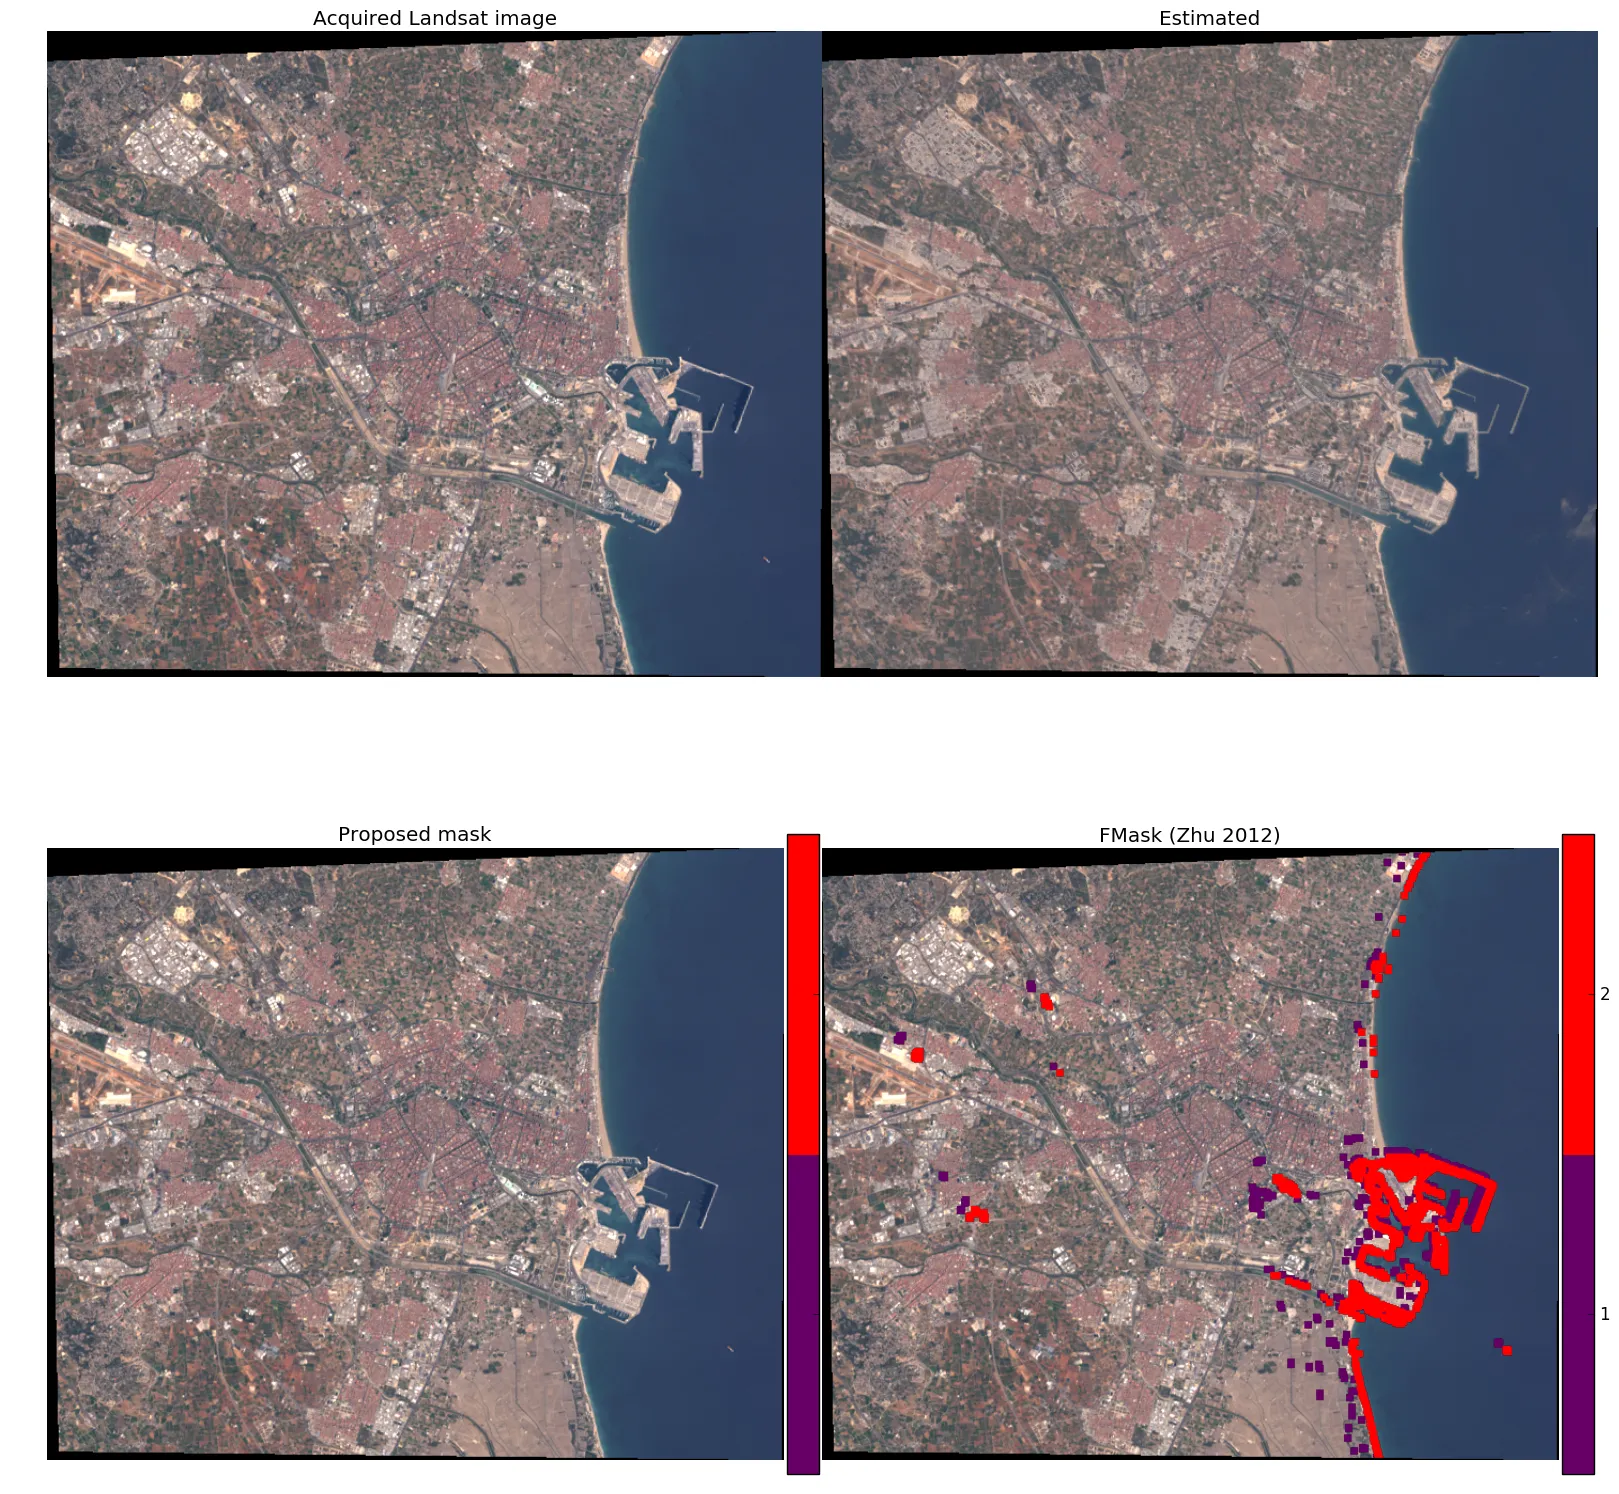 Acquired Landsat image
Estimated
Proposed mask
FMask (Zhu 2012)
2
1